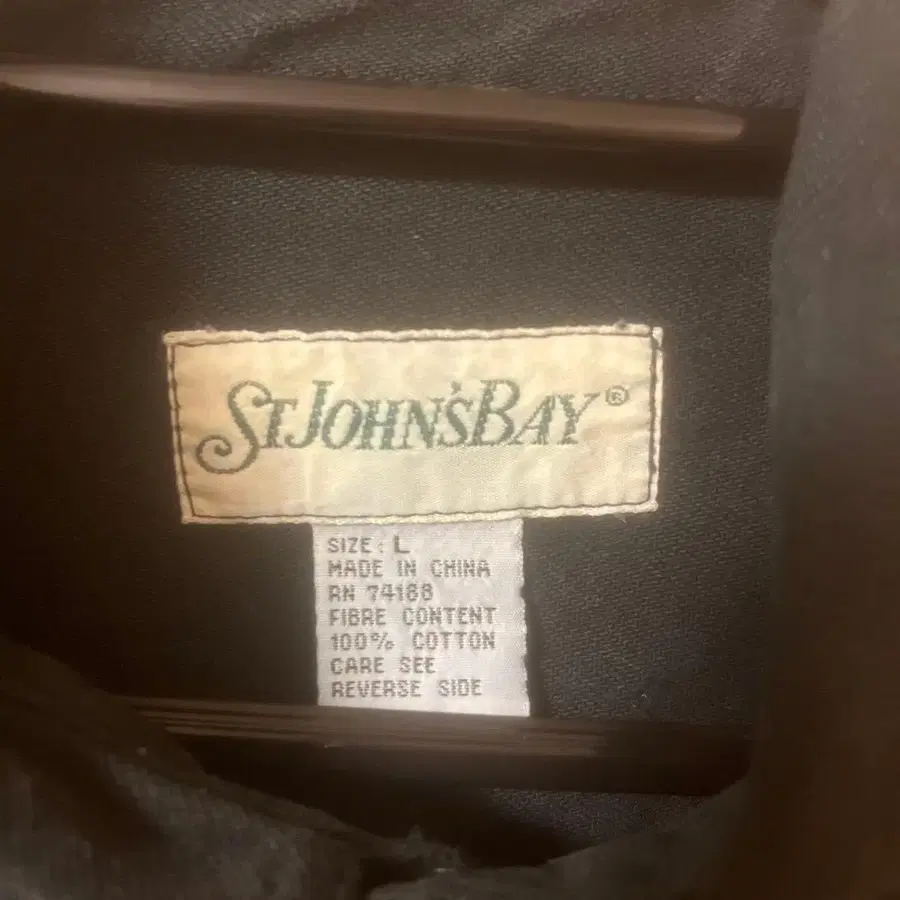 ST. JOHN'S BAY®
SIZE: L
MADE IN CHINA
RN 74188
FIBRE CONTENT
100% COTTON
CARE SEE
REVERSE SIDE